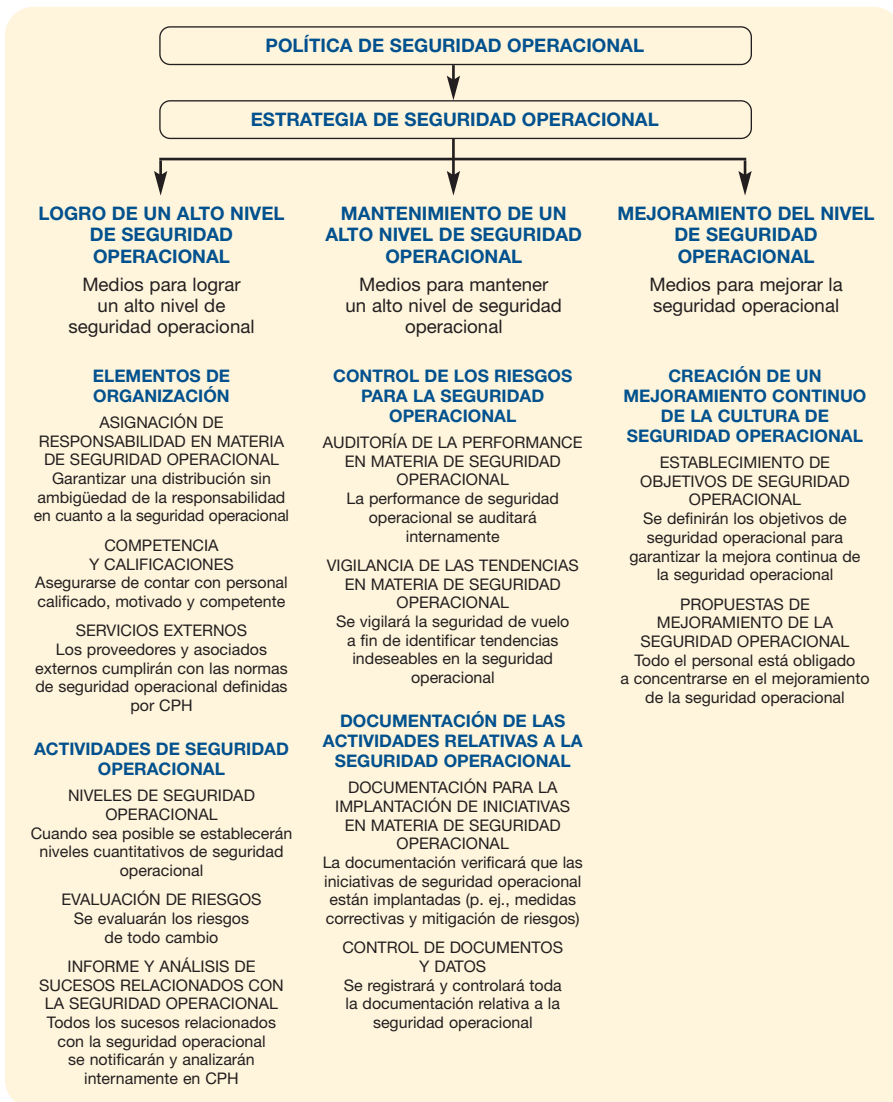 POLÍTICA DE SEGURIDAD OPERACIONAL
ESTRATEGIA DE SEGURIDAD OPERACIONAL
LOGRO DE UN ALTO NIVEL
DE SEGURIDAD
OPERACIONAL
Medios para lograr
un alto nivel de
seguridad operacional
ELEMENTOS DE
ORGANIZACIÓN
ASIGNACIÓN DE
RESPONSABILIDAD EN MATERIA
DE SEGURIDAD OPERACIONAL
Garantizar una distribución sin
ambigüedad de la responsabilidad
en cuanto a la seguridad operacional
COMPETENCIA
Y CALIFICACIONES
Asegurarse de contar con personal
calificado, motivado y competente
SERVICIOS EXTERNOS
Los proveedores y asociados
externos cumplirán con las normas
de seguridad operacional definidas
por CPH
ACTIVIDADES DE SEGURIDAD
OPERACIONAL
NIVELES DE SEGURIDAD
OPERACIONAL
Cuando sea posible se establecerán
niveles cuantitativos de seguridad
operacional
EVALUACIÓN DE RIESGOS
Se evaluarán los riesgos
de todo cambio
INFORME Y ANÁLISIS DE
SUCESOS RELACIONADOS CON
LA SEGURIDAD OPERACIONAL
Todos los sucesos relacionados
con la seguridad operacional
se notificarán y analizarán
internamente en CPH
MANTENIMIENTO DE UN
ALTO NIVEL DE SEGURIDAD
OPERACIONAL
Medios para mantener
un alto nivel de seguridad
operacional
CONTROL DE LOS RIESGOS
PARA LA SEGURIDAD
OPERACIONAL
AUDITORÍA DE LA PERFORMANCE
EN MATERIA DE SEGURIDAD
OPERACIONAL
La performance de seguridad
operacional se auditará
internamente
VIGILANCIA DE LAS TENDENCIAS
EN MATERIA DE SEGURIDAD
OPERACIONAL
Se vigilará la seguridad de vuelo
a fin de identificar tendencias
indeseables en la seguridad
operacional
DOCUMENTACIÓN DE LAS
ACTIVIDADES RELATIVAS A LA
SEGURIDAD OPERACIONAL
DOCUMENTACIÓN PARA LA
IMPLANTACIÓN DE INICIATIVAS
EN MATERIA DE SEGURIDAD
OPERACIONAL
La documentación verificará que las
iniciativas de seguridad operacional
están implantadas (p. ej., medidas
correctivas y mitigación de riesgos)
CONTROL DE DOCUMENTOS
Y DATOS
Se registrará y controlará toda
la documentación relativa a la
seguridad operacional
MEJORAMIENTO DEL NIVEL
DE SEGURIDAD
OPERACIONAL
Medios para mejorar la
seguridad operacional
CREACIÓN DE UN
MEJORAMIENTO CONTINUO
DE LA CULTURA DE
SEGURIDAD OPERACIONAL
ESTABLECIMIENTO DE
OBJETIVOS DE SEGURIDAD
OPERACIONAL
Se definirán los objetivos de
seguridad operacional para
garantizar la mejora continua de
la seguridad operacional
PROPUESTAS DE
MEJORAMIENTO DE LA
SEGURIDAD OPERACIONAL
Todo el personal está obligado
a concentrarse en el mejoramiento
de la seguridad operacional